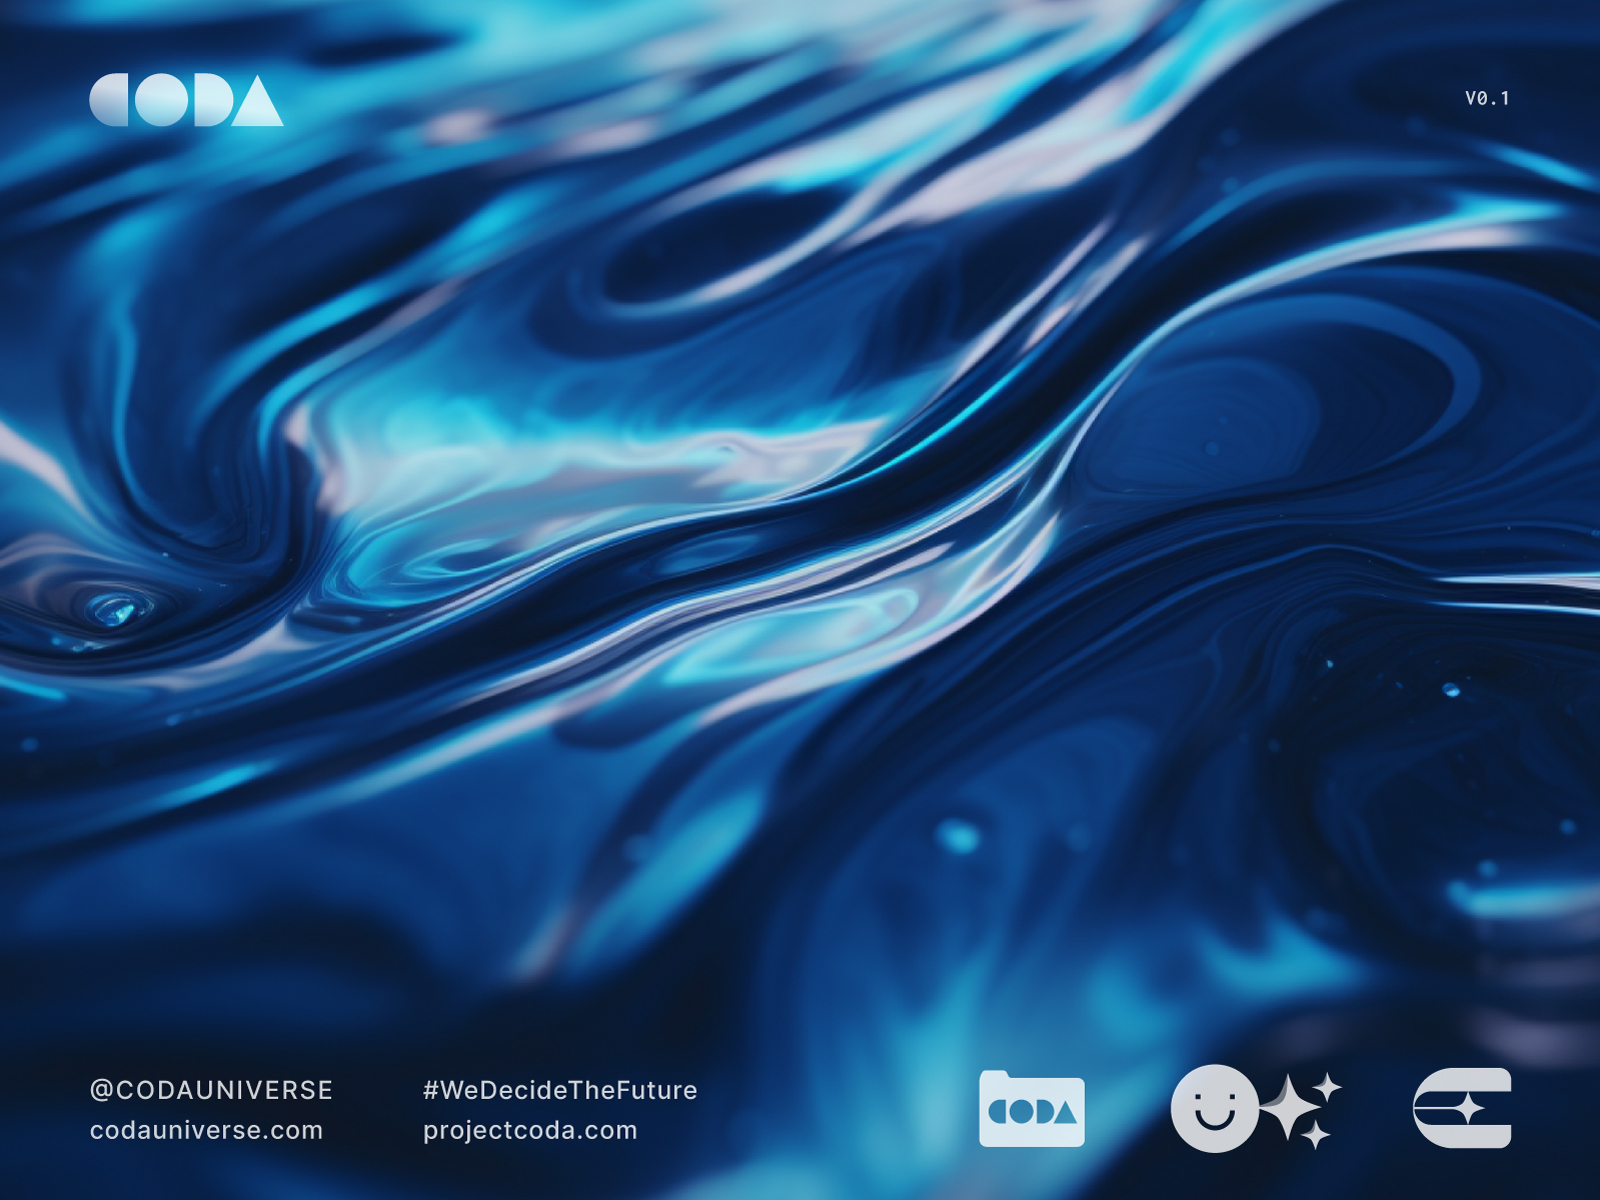 CODA
V0.1
@CODAUNIVERSE
codauniverse.com
#WeDecideTheFuture
projectcoda.com
CODA